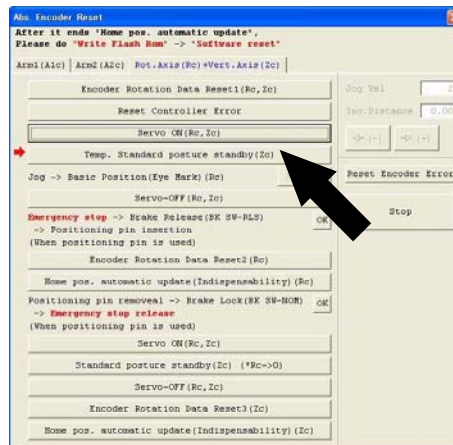 Abs. Encoder Reset
After it ends 'Home pos. automatic update',
Please do 'Write Flash Rom' -> 'Software reset'
Arm1(A1c) Arm2(A2c) Rot.Axis(Rc)+Vert.Axis(Zc)
Encoder Rotation Data Reset1(Rc,Zc)
Reset Controller Error
Servo ON(Rc,Zc)
Temp. Standard posture standby(Zc)
Jog -> Basic Position(Eye Mark)(Rc)
Servo-OFF(Rc,Zc)
Emergency stop -> Brake Release(BK SW-RLS)
-> Positioning pin insertion
(When positioning pin is used)
OK
Encoder Rotation Data Reset2(Rc)
Home pos. automatic update(Indispensability)(Rc)
Positioning pin removeal -> Brake Lock(BK SW-NOM)
-> Emergency stop release
(When positioning pin is used)
OK
Servo ON(Rc,Zc)
Standard posture standby(Zc) (*Rc->0)
Servo-OFF(Rc,Zc)
Encoder Rotation Data Reset3(Zc)
Home pos. automatic update(Indispensability)(Zc)
Jog Vel 2
Inc.Distance 0.00
(-) (+)
Reset Encoder Error
Stop